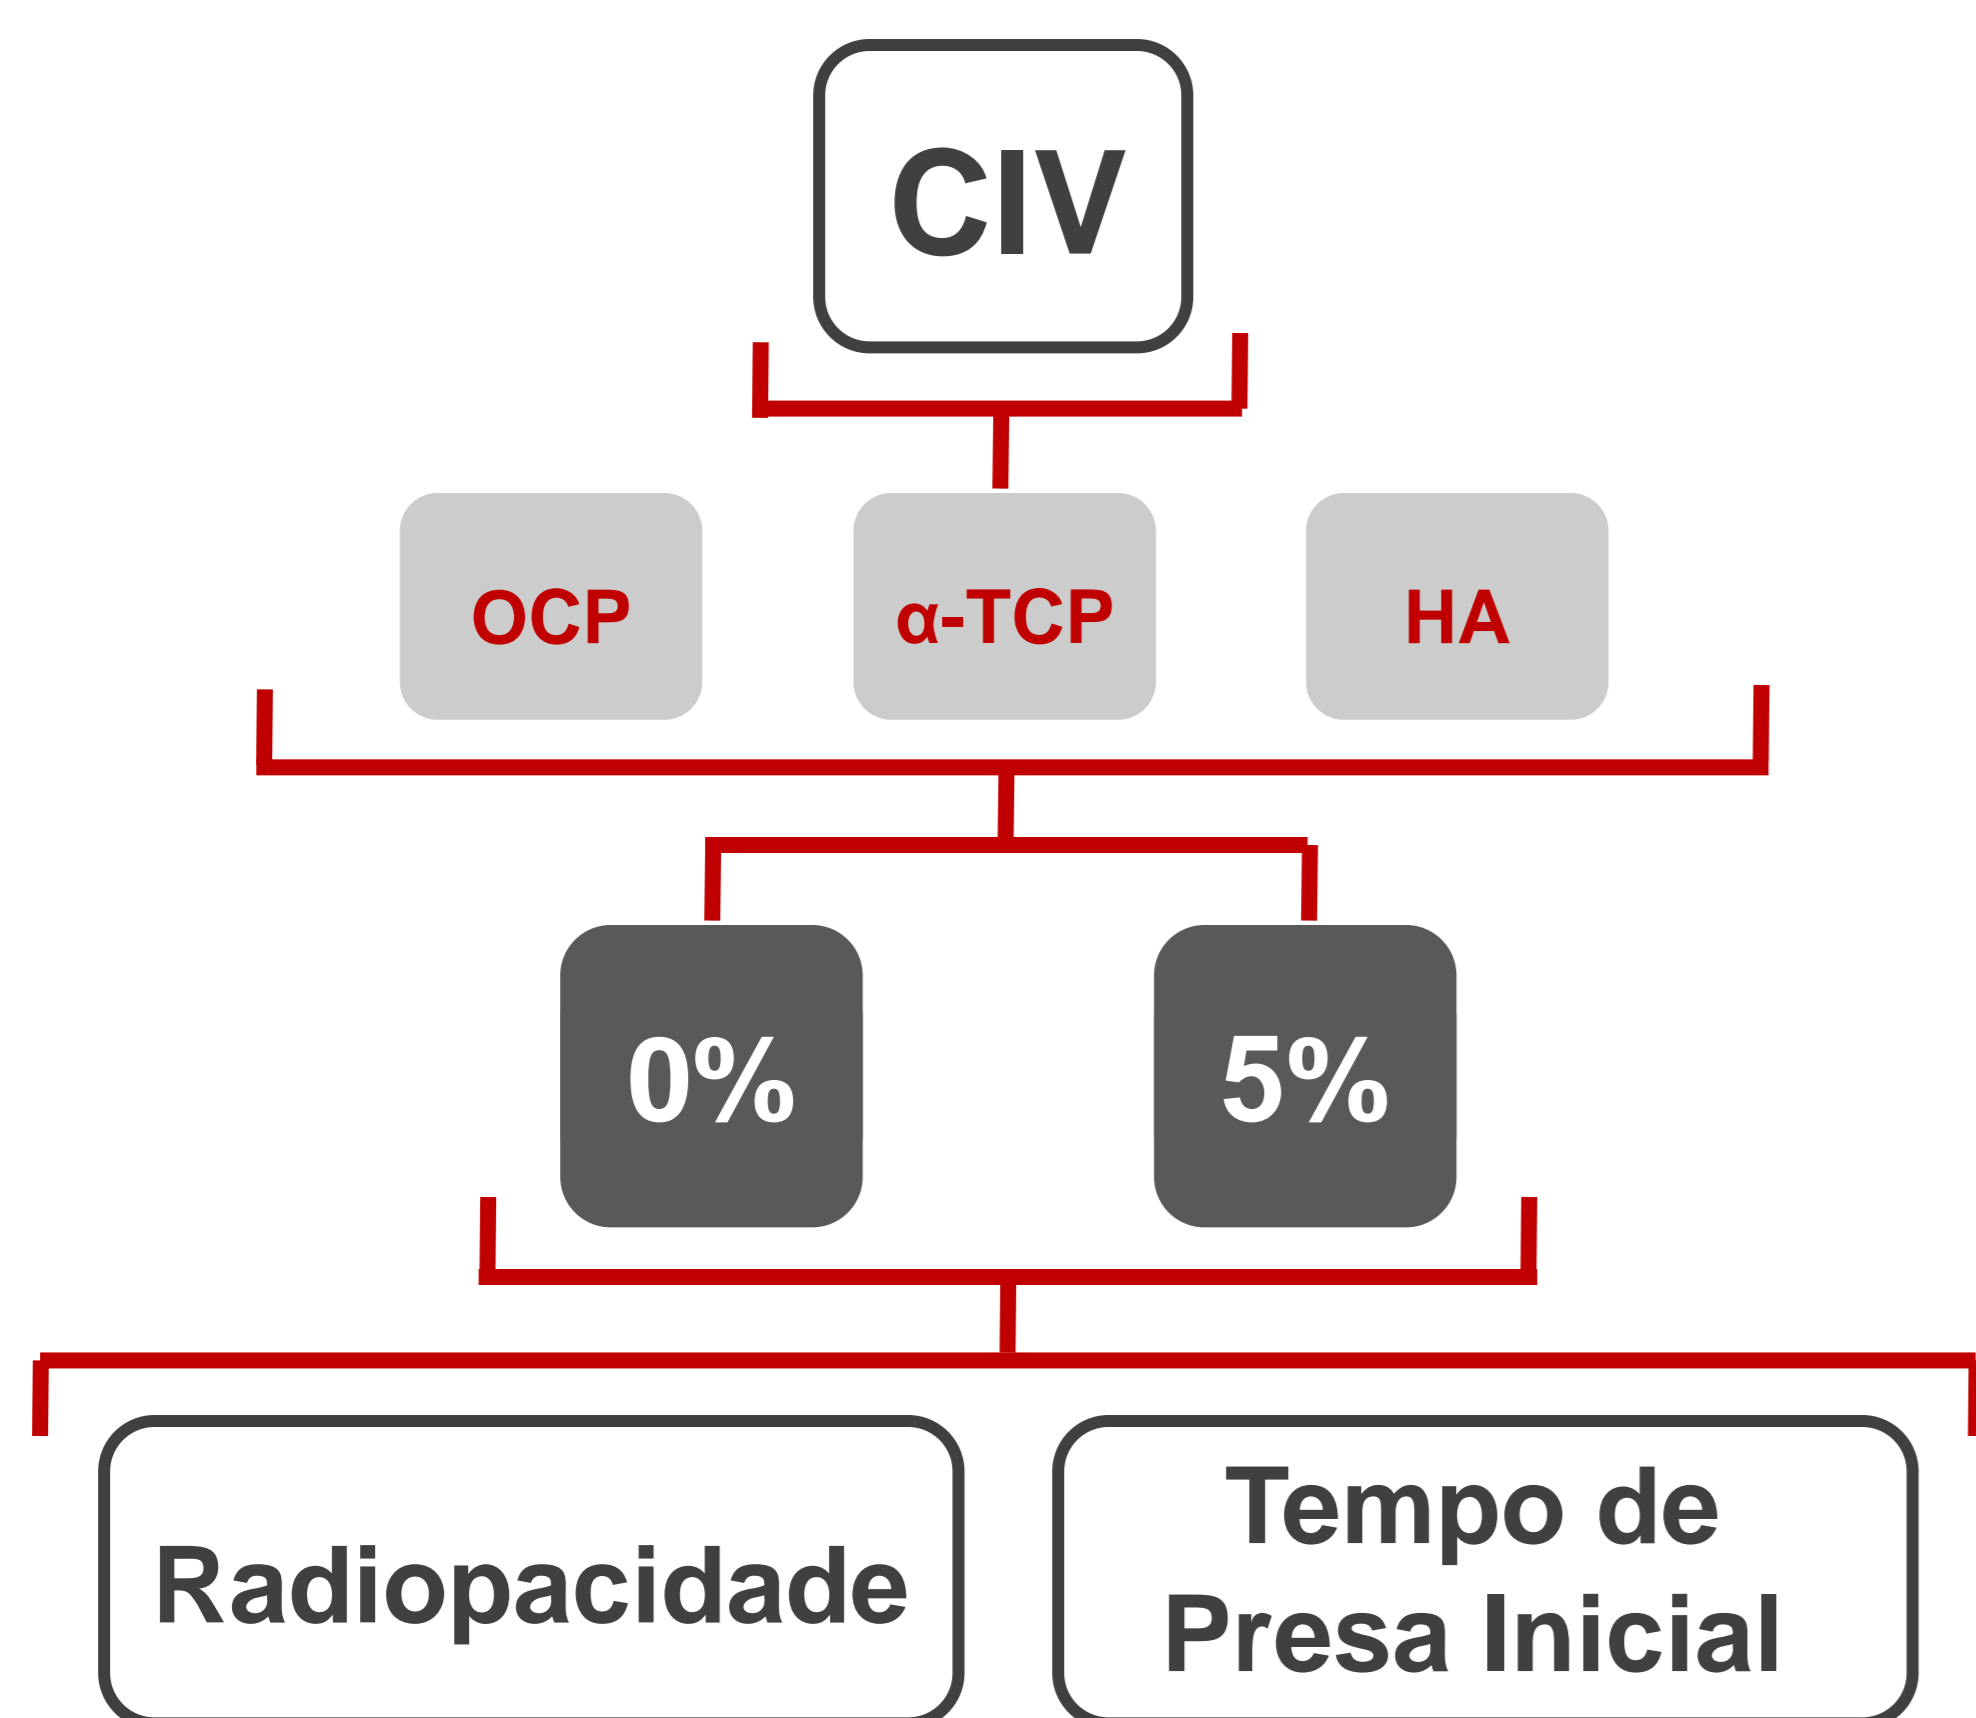 CIV
OCP
α-TCP
HA
0%
5%
Radiopacidade
Tempo de
Presa Inicial